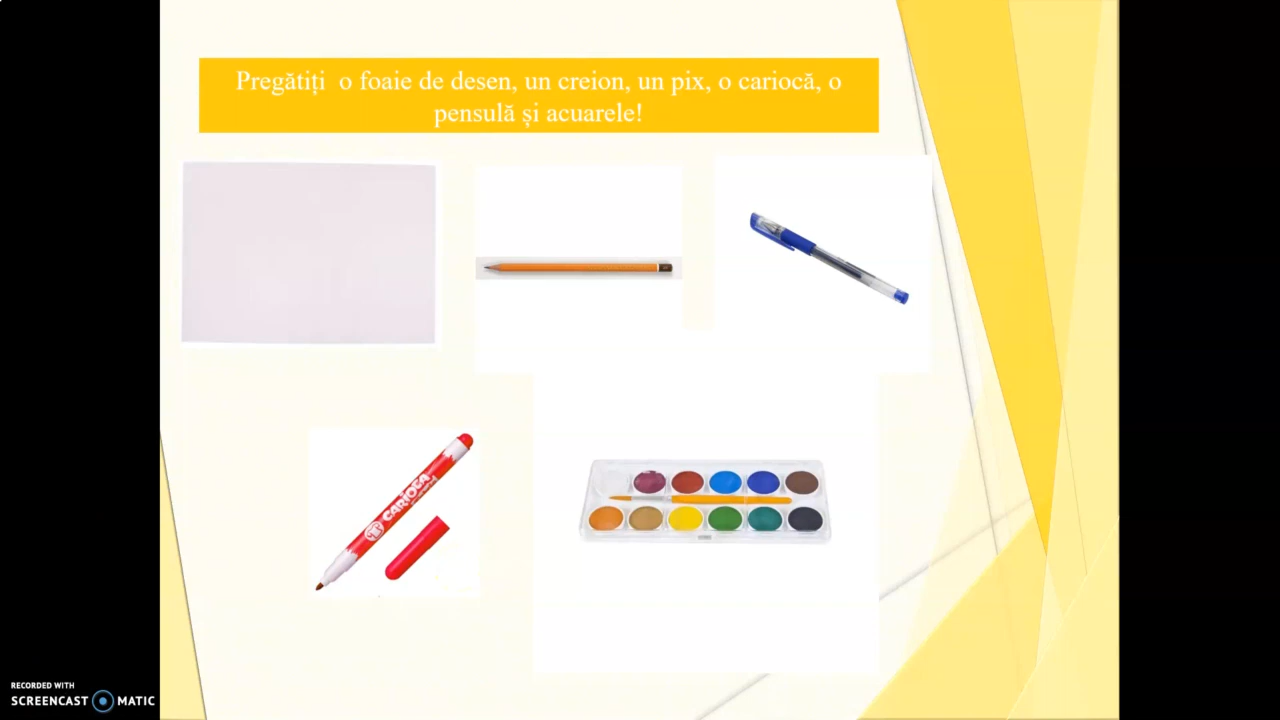 Pregătiți o foaie de desen, un creion, un pix, o cariocă, o
pensulă și acuarele!
CARIOCA
RECORDED WITH
SCREENCAST MATIC